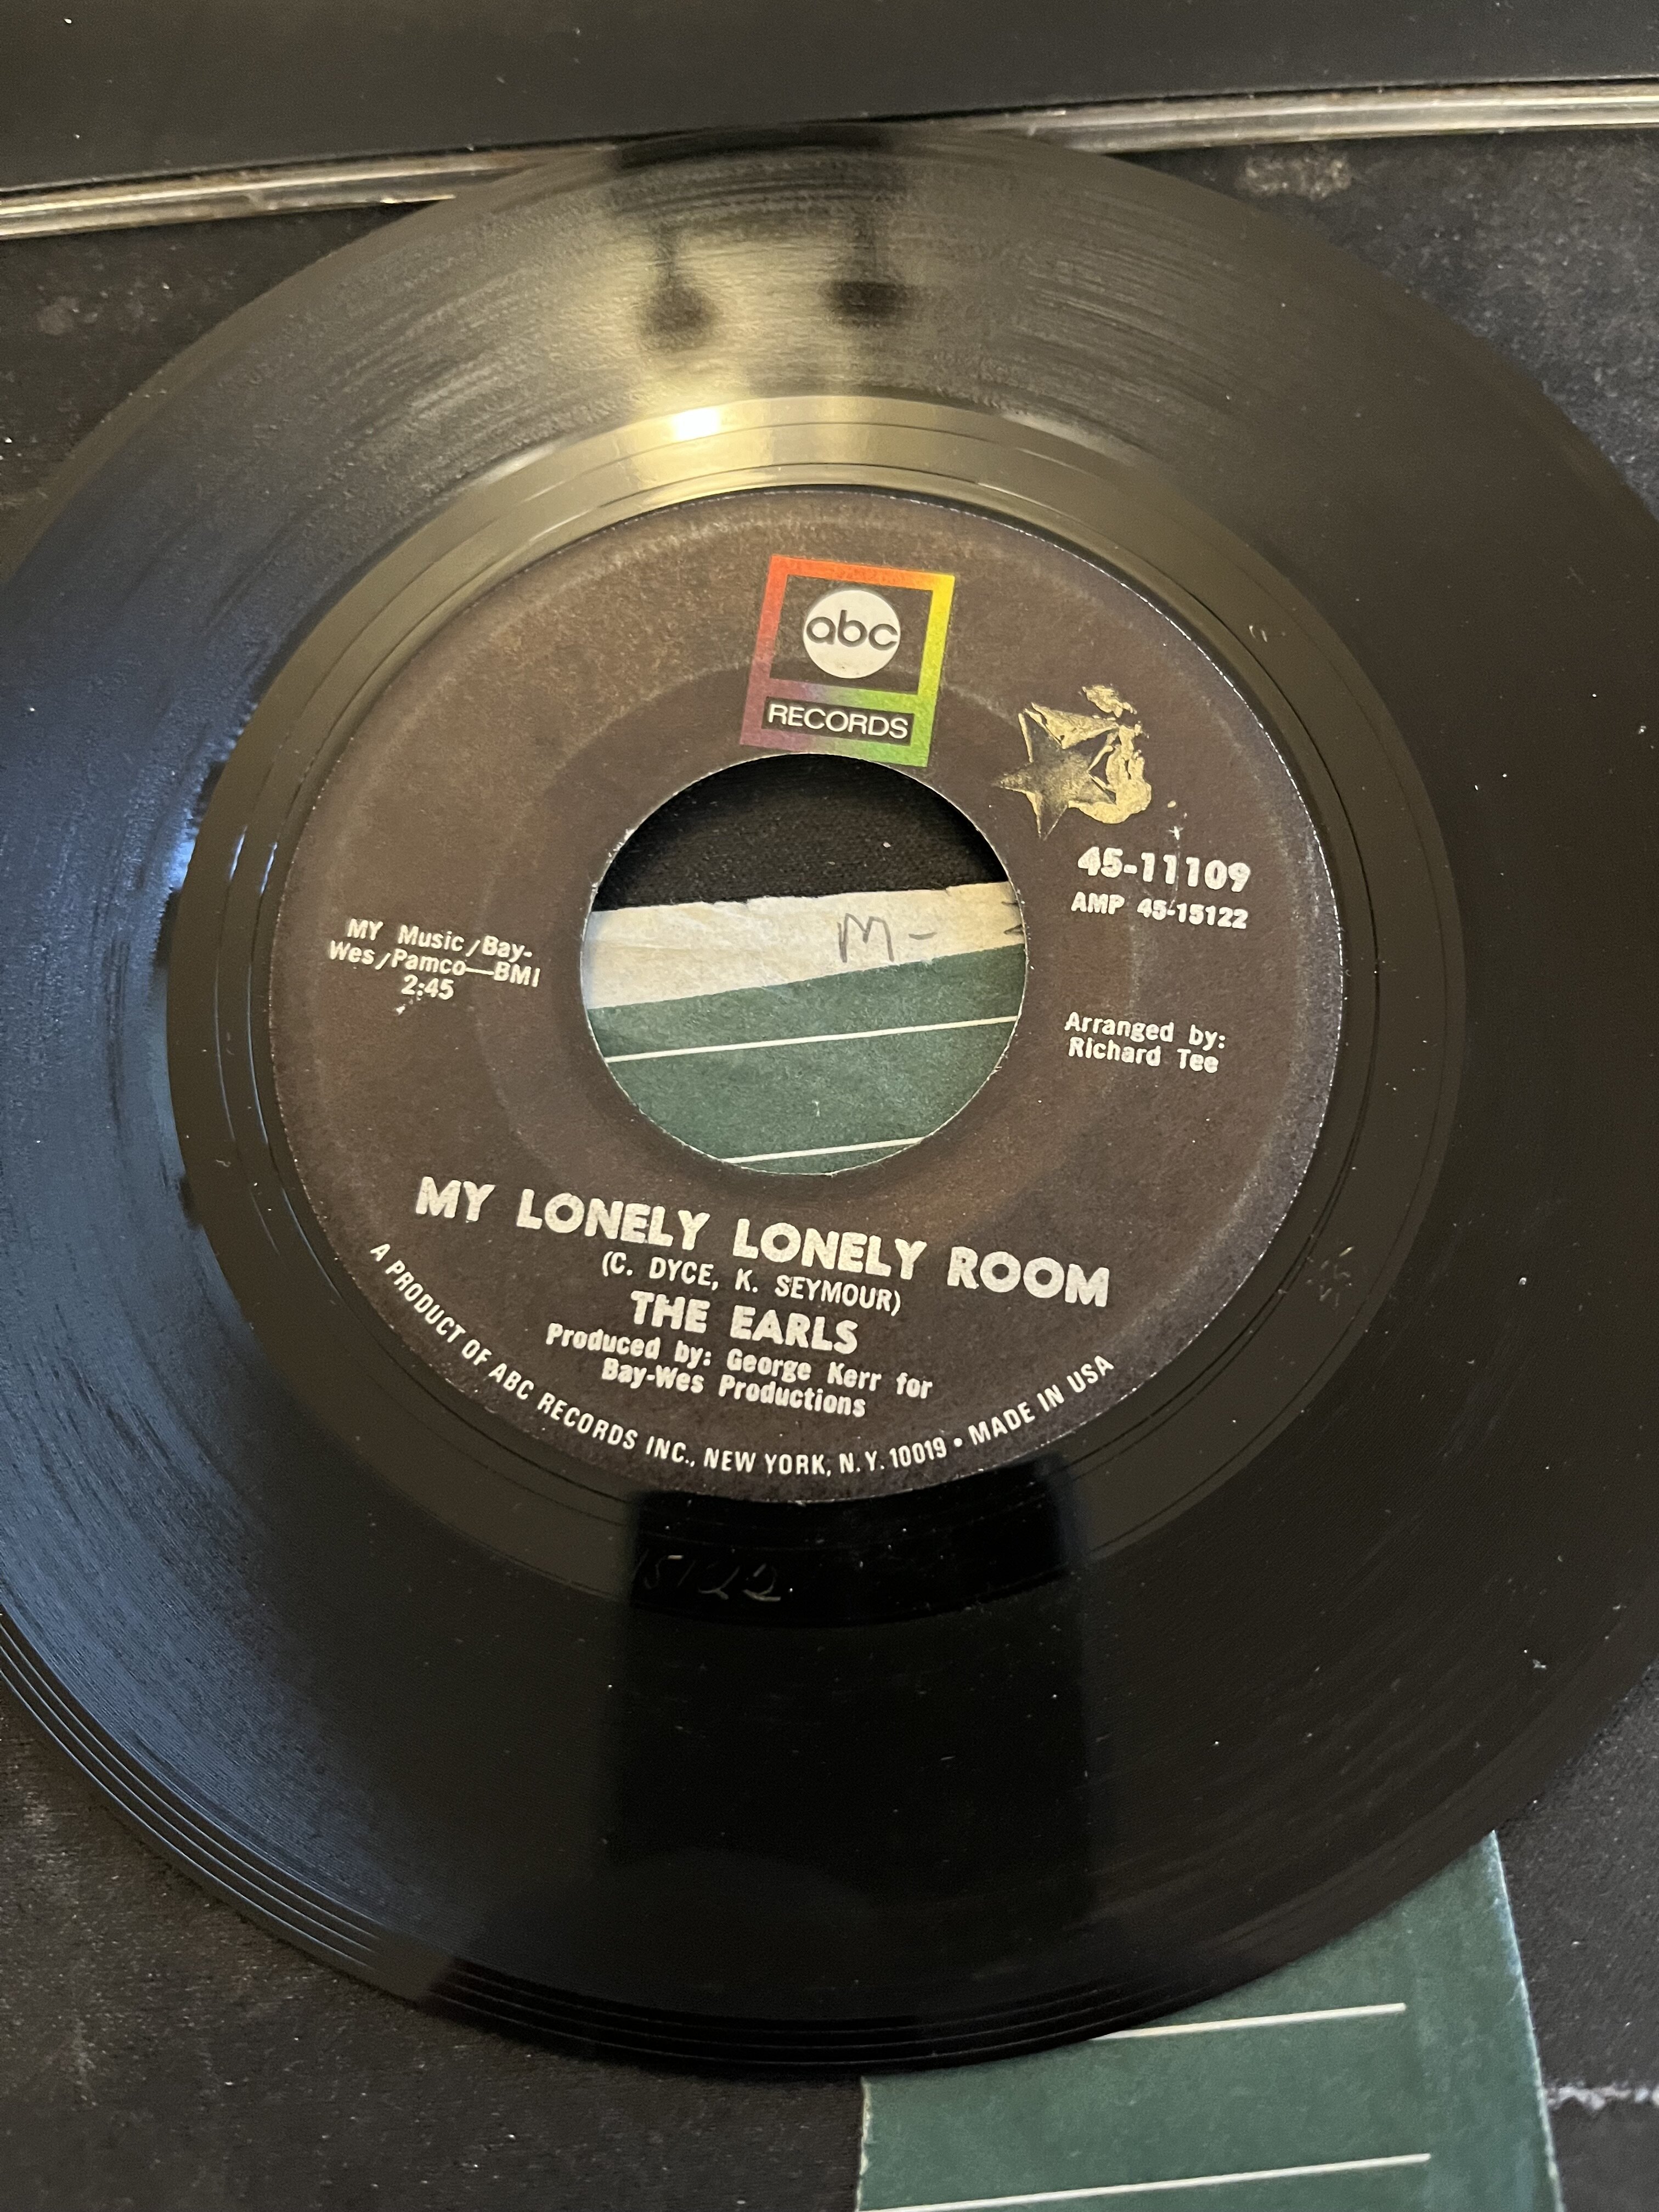 abc
RECORDS
45-11109
AMP 45-15122
MY Music/Bay-
Wes/Pamco—BMI
2:45
M-
Arranged by:
Richard Tee
MY LONELY LONELY ROOM
(C. DYCE, K. SEYMOUR)
THE EARLS
Produced by: George Kerr for
Bay-Wes Productions
A PRODUCT OF ABC RECORDS INC., NEW YORK, N.Y. 10019 • MADE IN USA
15122